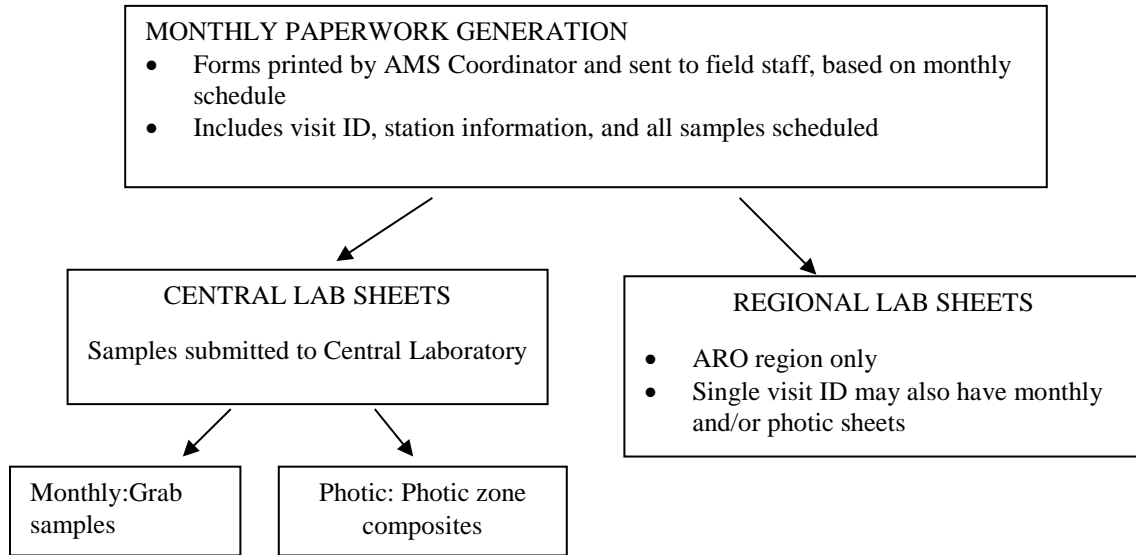 MONTHLY PAPERWORK GENERATION
• Forms printed by AMS Coordinator and sent to field staff, based on monthly
schedule
• Includes visit ID, station information, and all samples scheduled
CENTRAL LAB SHEETS
Samples submitted to Central Laboratory
REGIONAL LAB SHEETS
• ARO region only
• Single visit ID may also have monthly
and/or photic sheets
Monthly:Grab
samples
Photic: Photic zone
composites